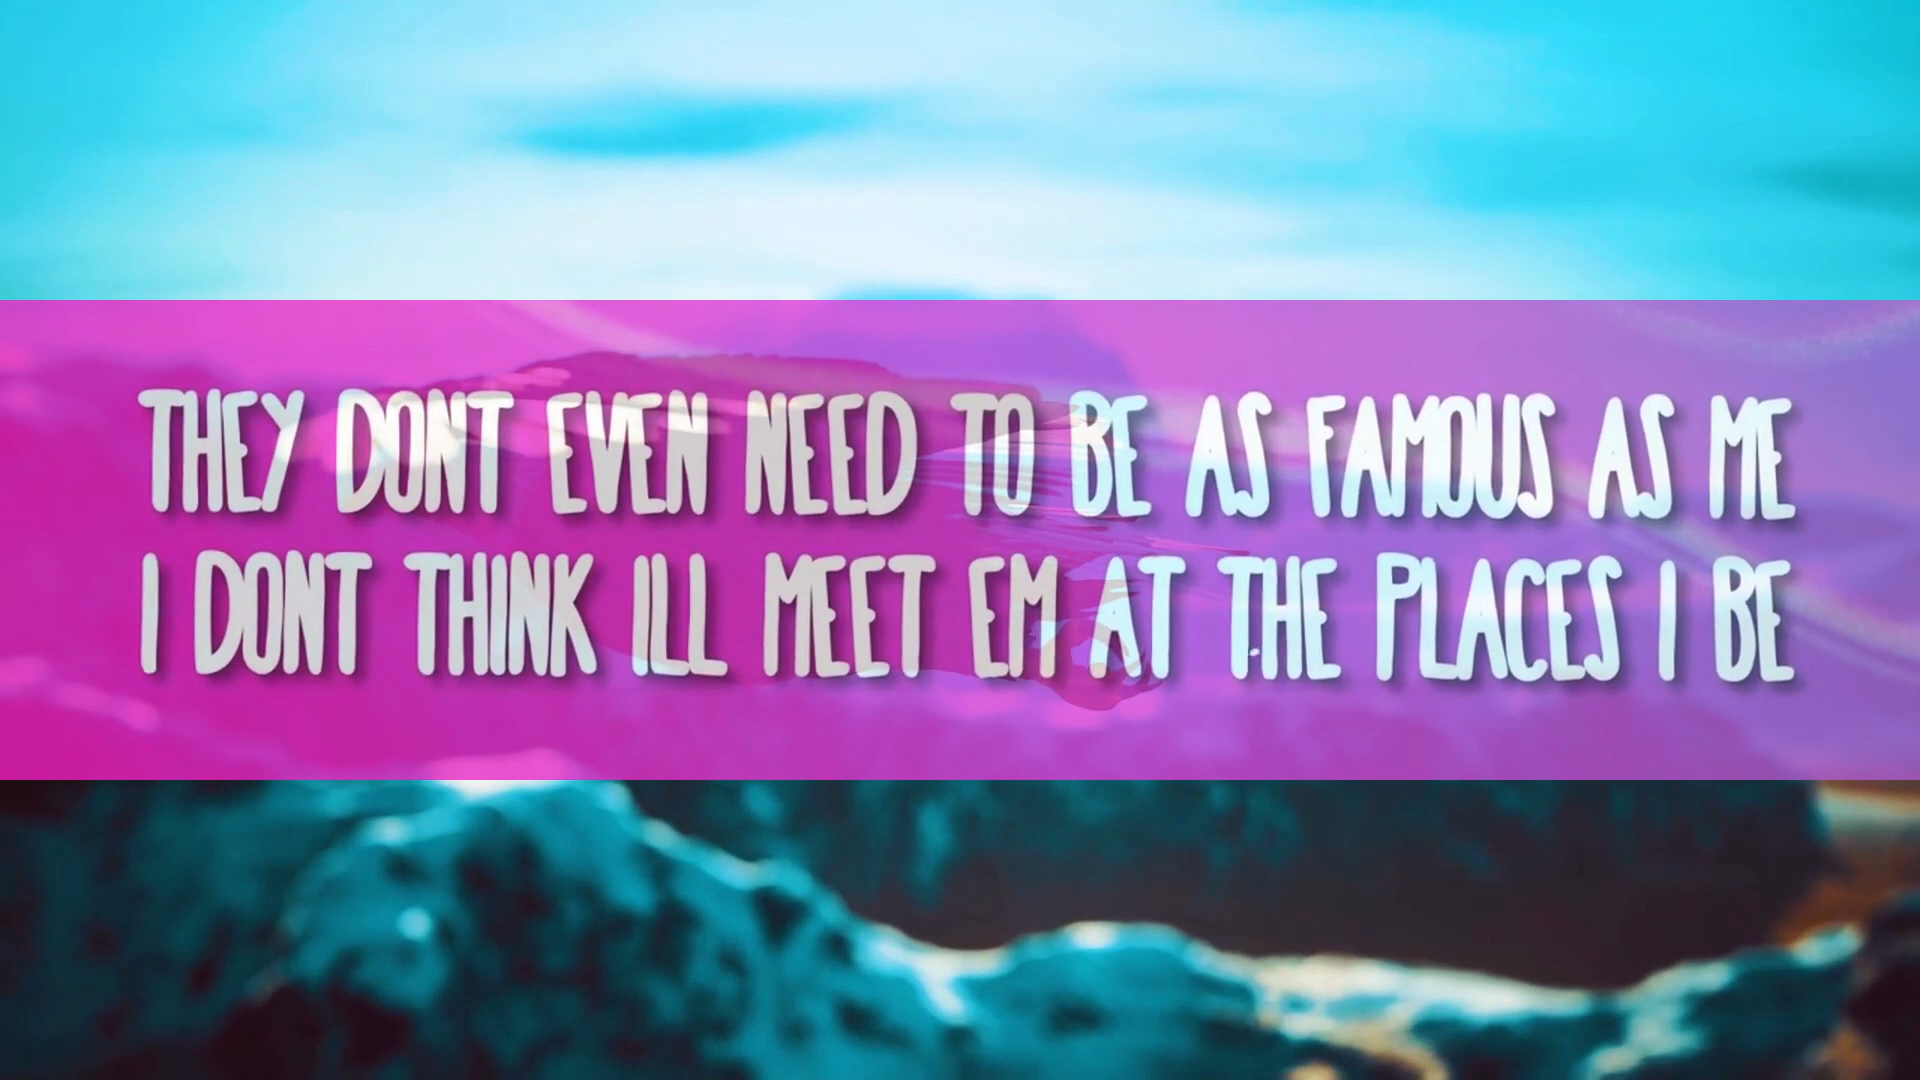 THEY DONT EVEN NEED TO BE AS FAMOUS AS ME
I DONT THINK ILL MEET EM AT THE PLACES I BE